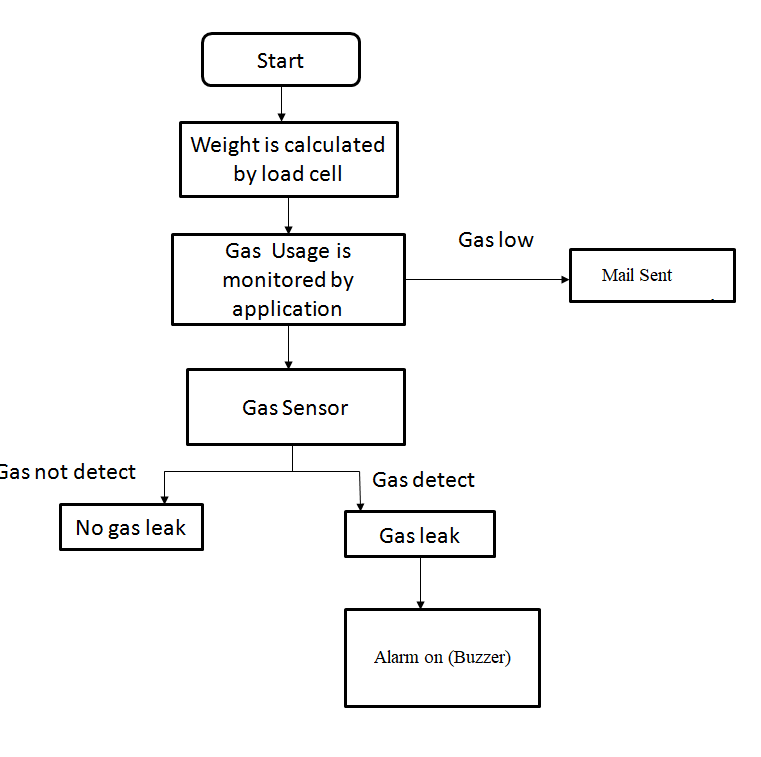 Start
Weight is calculated
by load cell
Gas Usage is
monitored by
application
Gas low
Mail Sent
Gas Sensor
Gas not detect
Gas detect
No gas leak
Gas leak
Alarm on (Buzzer)